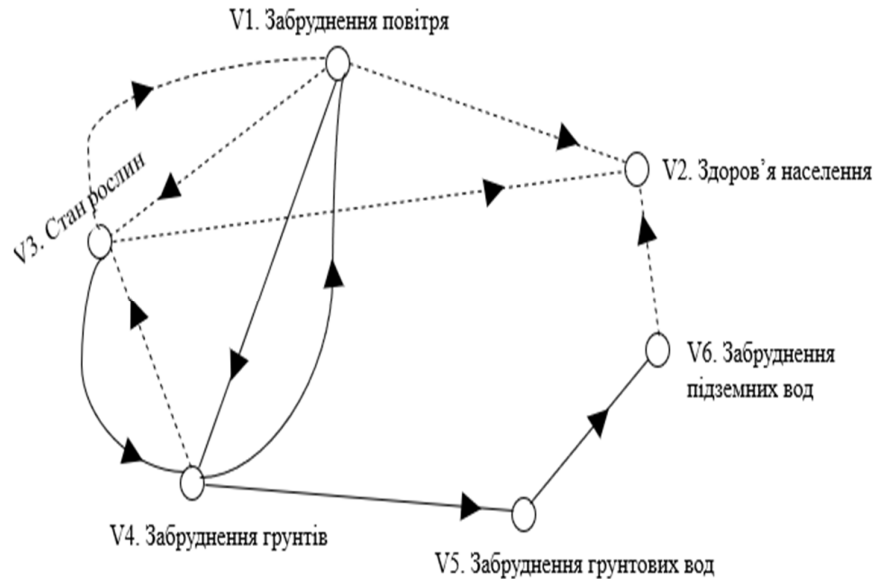 V1. Забруднення повітря
V2. Здоров’я населення
V3. Стан рослин
V6. Забруднення
підземних вод
V4. Забруднення грунтів
V5. Забруднення грунтових вод